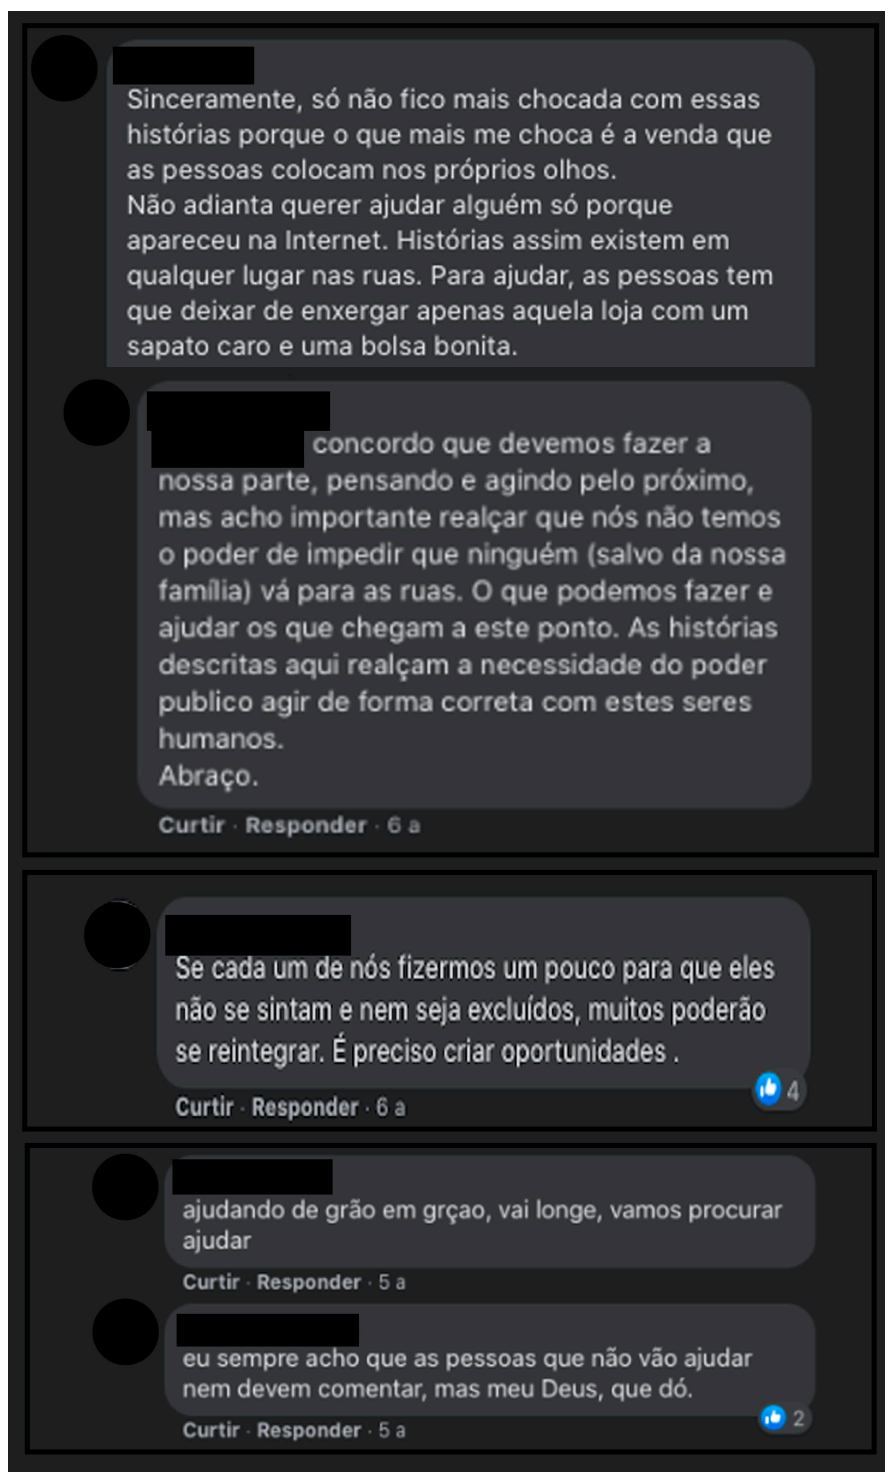 Sinceramente, só não fico mais chocada com essas
histórias porque o que mais me choca é a venda que
as pessoas colocam nos próprios olhos.
Não adianta querer ajudar alguém só porque
apareceu na Internet. Histórias assim existem em
qualquer lugar nas ruas. Para ajudar, as pessoas tem
que deixar de enxergar apenas aquela loja com um
sapato caro e uma bolsa bonita.
concordo que devemos fazer a
nossa parte, pensando e agindo pelo próximo,
mas acho importante realçar que nós não temos
o poder de impedir que ninguém (salvo da nossa
família) vá para as ruas. O que podemos fazer e
ajudar os que chegam a este ponto. As histórias
descritas aqui realçam a necessidade do poder
publico agir de forma correta com estes seres
humanos.
Abraço.
Curtir · Responder · 6 a
Se cada um de nós fizermos um pouco para que eles
não se sintam e nem seja excluídos, muitos poderão
se reintegrar. É preciso criar oportunidades .
4
Curtir · Responder · 6 a
ajudando de grão em grçao, vai longe, vamos procurar
ajudar
Curtir · Responder · 5 a
eu sempre acho que as pessoas que não vão ajudar
nem devem comentar, mas meu Deus, que dó.
2
Curtir · Responder · 5 a